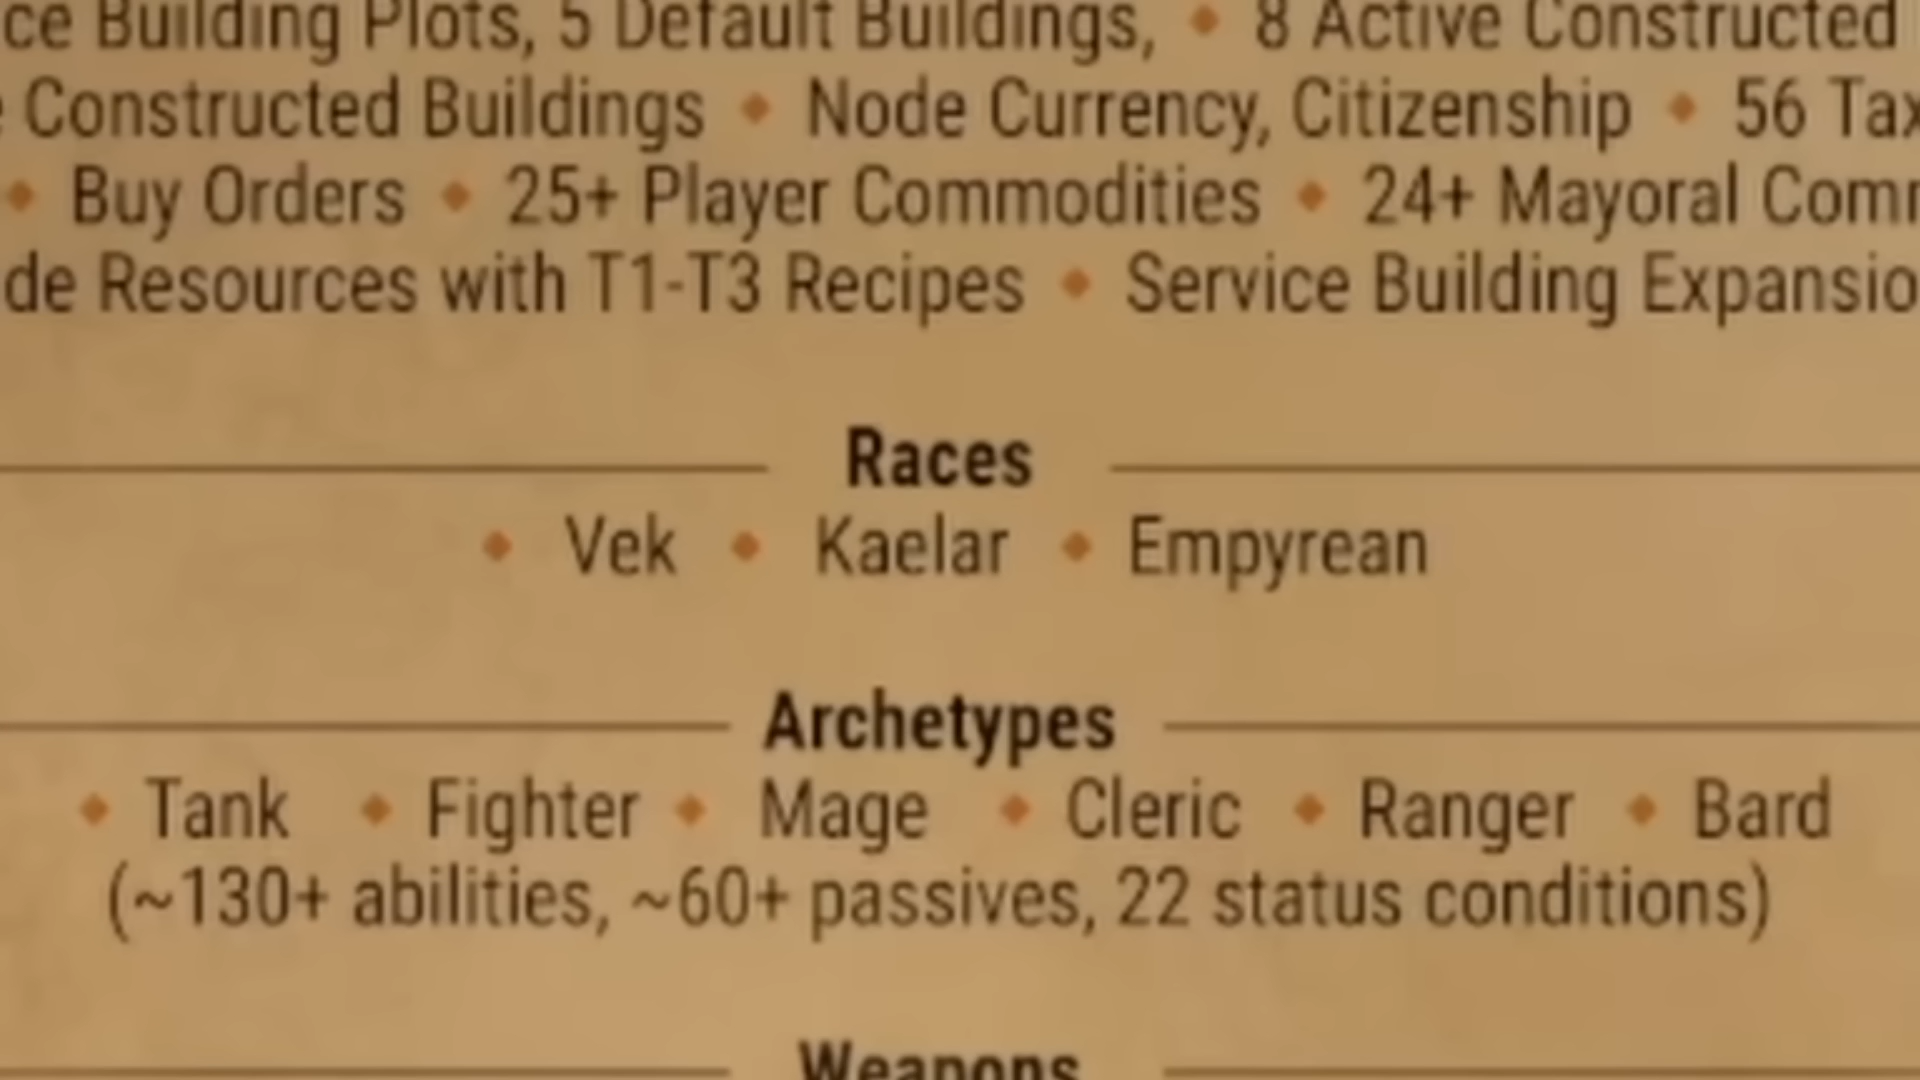 ce Building Plots, 5 Default Buildings, ◆ 8 Active Constructed
Constructed Buildings ◆ Node Currency, Citizenship ◆ 56 Tax
◆ Buy Orders ◆ 25+ Player Commodities ◆ 24+ Mayoral Com
de Resources with T1-T3 Recipes ◆ Service Building Expansio
Races
◆ Vek ◆ Kaelar ◆ Empyrean
Archetypes
◆ Tank ◆ Fighter ◆ Mage ◆ Cleric ◆ Ranger ◆ Bard
(~130+ abilities, ~60+ passives, 22 status conditions)
Weapons